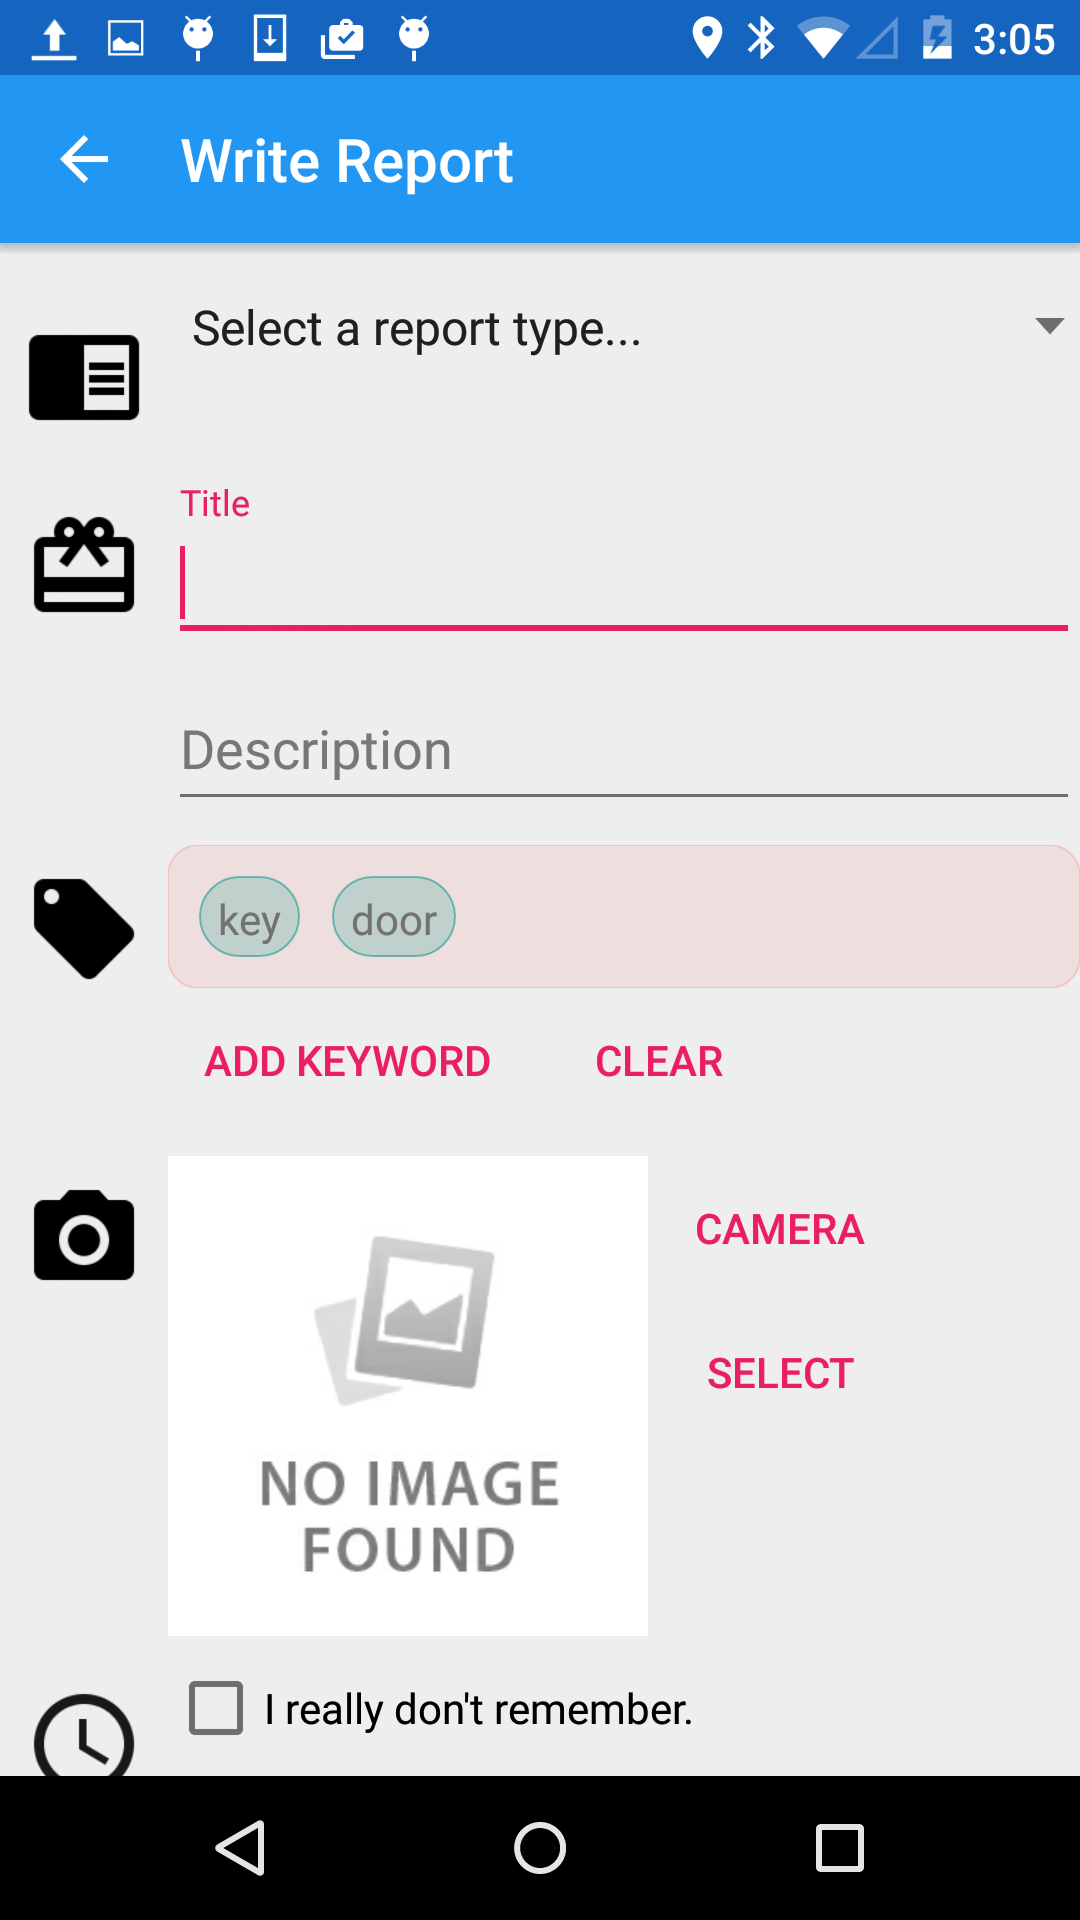 3:05
Write Report
Select a report type...
Title
Description
key door
ADD KEYWORD CLEAR
CAMERA
SELECT
NO IMAGE
FOUND
I really don't remember.